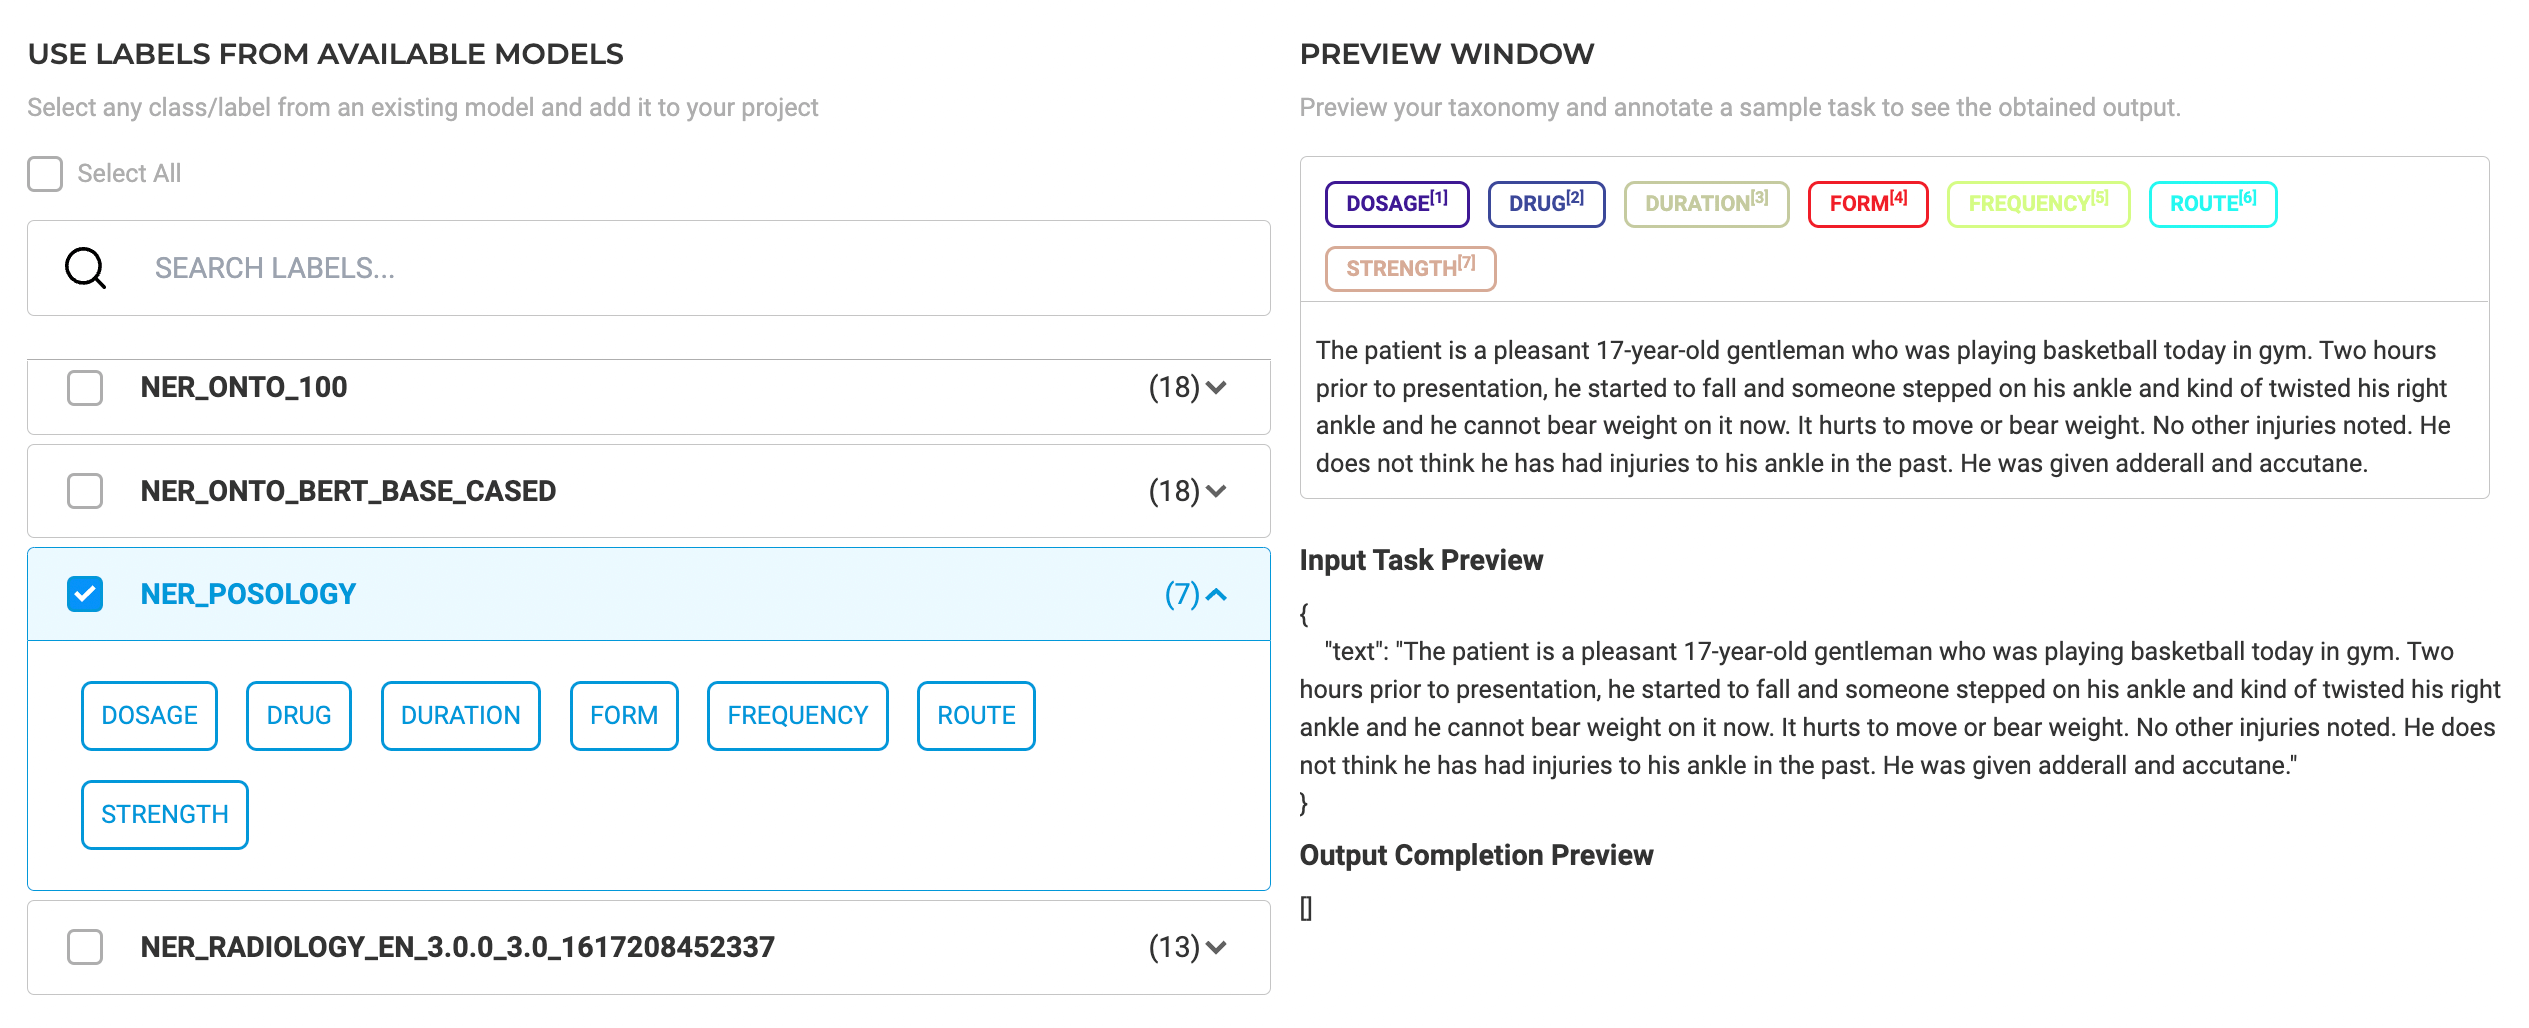 USE LABELS FROM AVAILABLE MODELS
Select any class/label from an existing model and add it to your project
Select All
SEARCH LABELS...
NER_ONTO_100 (18)
NER_ONTO_BERT_BASE_CASED (18)
NER_POSOLOGY (7)
DOSAGE DRUG DURATION FORM FREQUENCY ROUTE
STRENGTH
NER_RADIOLOGY_EN_3.0.0_3.0_1617208452337 (13)
PREVIEW WINDOW
Preview your taxonomy and annotate a sample task to see the obtained output.
DOSAGE[1] DRUG[2] DURATION[3] FORM[4] FREQUENCY[5] ROUTE[6]
STRENGTH[7]
The patient is a pleasant 17-year-old gentleman who was playing basketball today in gym. Two hours
prior to presentation, he started to fall and someone stepped on his ankle and kind of twisted his right
ankle and he cannot bear weight on it now. It hurts to move or bear weight. No other injuries noted. He
does not think he has had injuries to his ankle in the past. He was given adderall and accutane.
Input Task Preview
{
"text": "The patient is a pleasant 17-year-old gentleman who was playing basketball today in gym. Two
hours prior to presentation, he started to fall and someone stepped on his ankle and kind of twisted his right
ankle and he cannot bear weight on it now. It hurts to move or bear weight. No other injuries noted. He does
not think he has had injuries to his ankle in the past. He was given adderall and accutane."
}
Output Completion Preview
[]